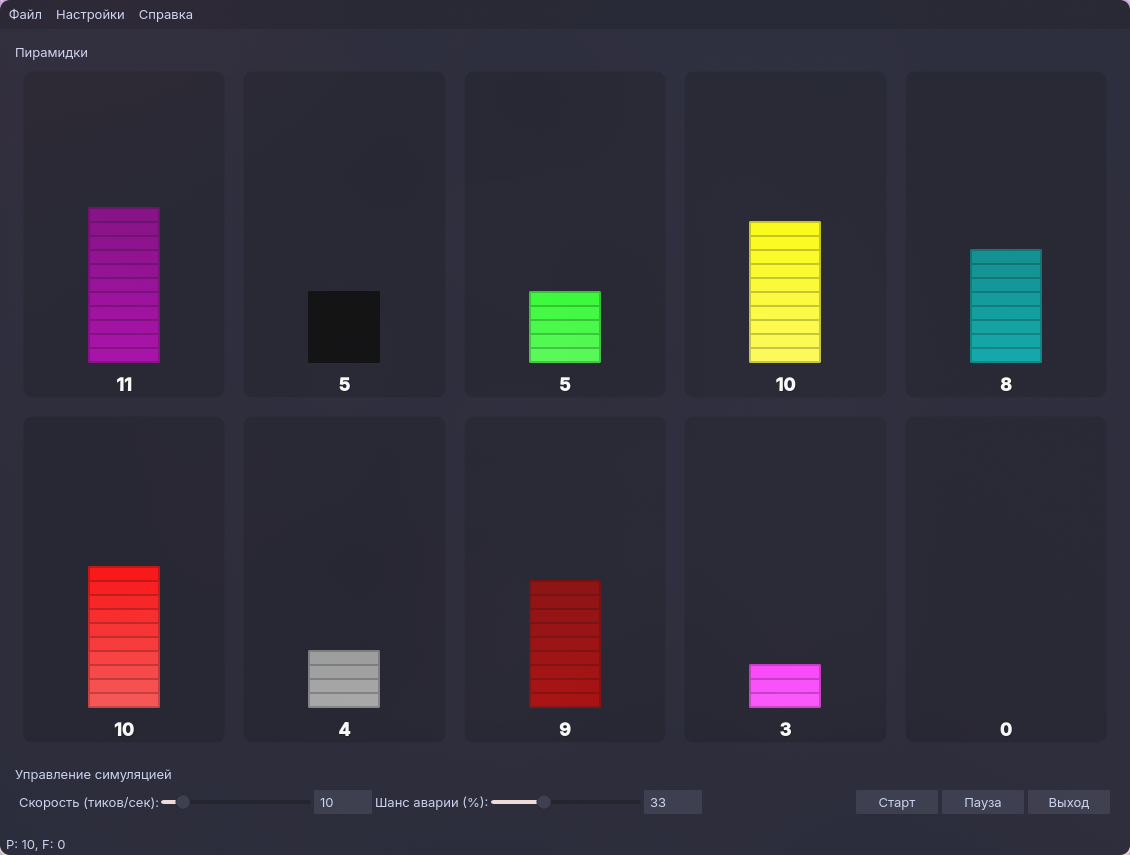 Файл Настройки Справка
Пирамидки
11 5 5 10 8
10 4 9 3 0
Управление симуляцией
Скорость (тиков/сек): 10 Шанс аварии (%): 33 Старт Пауза Выход
P: 10, F: 0